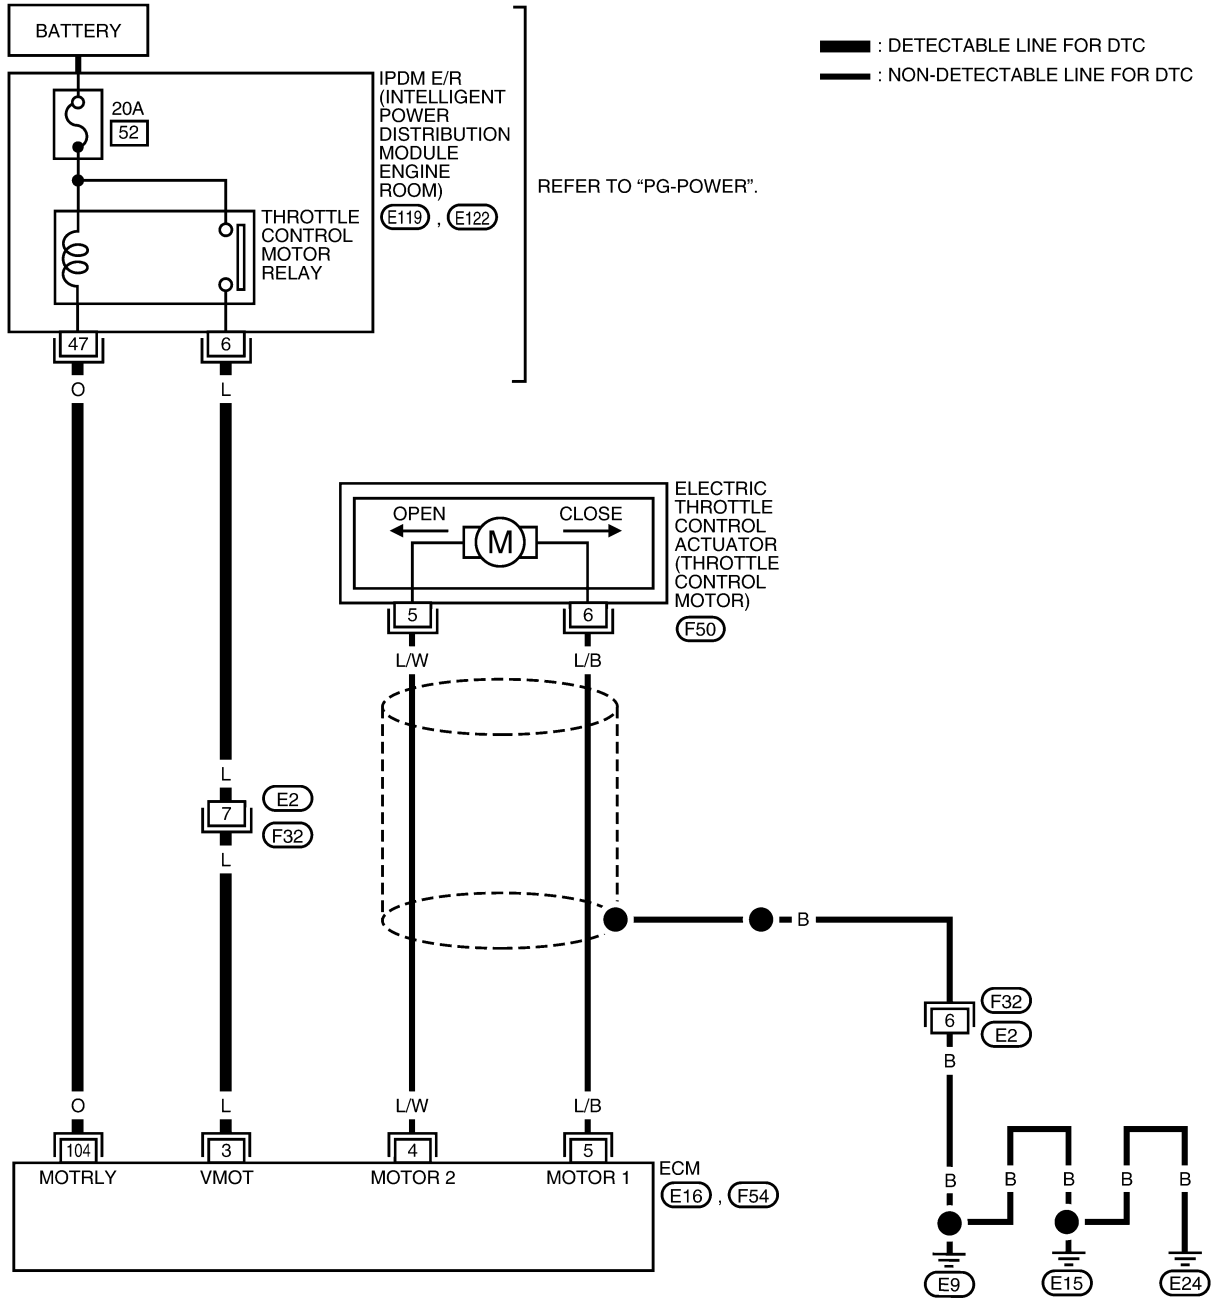 BATTERY
: DETECTABLE LINE FOR DTC
: NON-DETECTABLE LINE FOR DTC
20A
52
IPDM E/R
(INTELLIGENT
POWER
DISTRIBUTION
MODULE
ENGINE
ROOM)
E119 , E122
REFER TO “PG-POWER”.
THROTTLE
CONTROL
MOTOR
RELAY
47 6
O L
ELECTRIC
THROTTLE
CONTROL
ACTUATOR
(THROTTLE
CONTROL
MOTOR)
F50
OPEN CLOSE
M
5 6
L/W L/B
L
7
E2
F32
L
B
6
F32
E2
B
O L L/W L/B
104 3 4 5
MOTRLY VMOT MOTOR 2 MOTOR 1
ECM
E16 , F54
B B B B B
E9 E15 E24